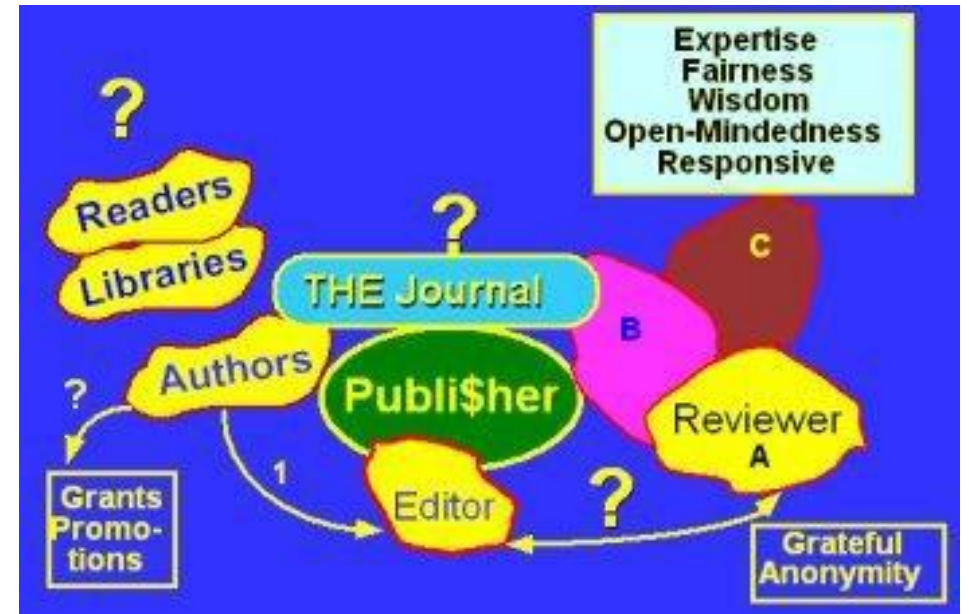 Expertise
Fairness
Wisdom
Open-Mindedness
Responsive
?
Readers
Libraries
?
THE Journal
C
B
Authors
Publi$her
?
Reviewer
A
1
Editor
?
Grants
Promo-
tions
Grateful
Anonymity